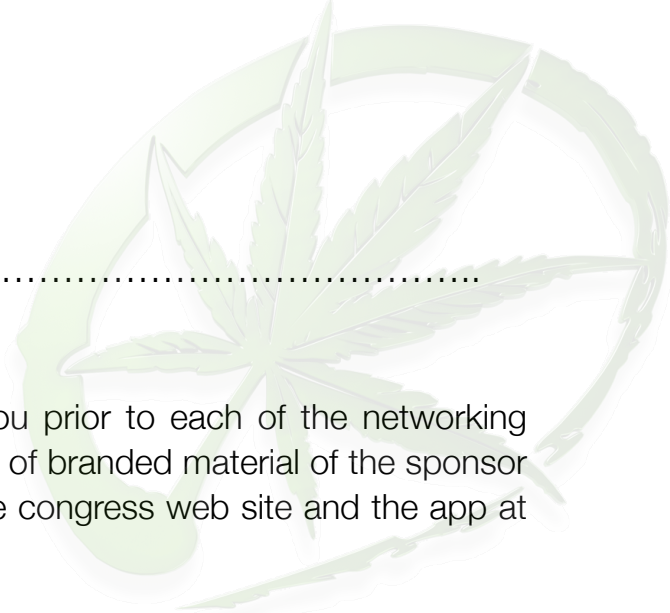 …………………………………………..
ou prior to each of the networking
of branded material of the sponsor
e congress web site and the app at